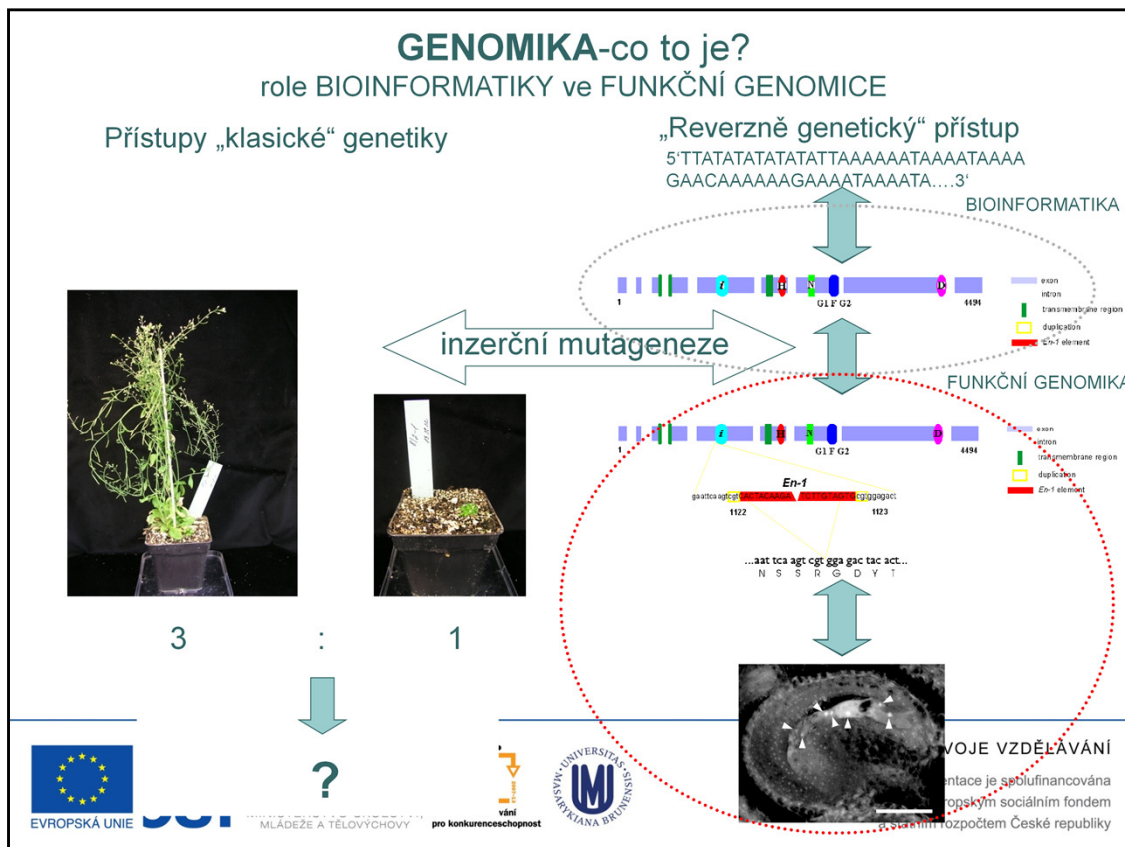 GENOMIKA-co to je?
role BIOINFORMATIKY ve FUNKČNÍ GENOMICE
Přístupy „klasické“ genetiky
„Reverzně genetický“ přístup
5‘TTATATATATATATTAAAAAATAAAATAAAA
GAACAAAAAAGAAAATAAAATA....3‘
BIOINFORMATIKA
i H N D
1 G1 F G2 4494
exon
intron
transmembrane region
duplication
En-1 element
inzerční mutageneze
FUNKČNÍ GENOMIKA
i H N D
1 G1 F G2 4494
exon
intron
transmembrane region
duplication
En-1 element
En-1
gaattcaagtcgtCACTACAAGA TCTTGTAGTGcgtggagact
1122 1123
...aat tca agt cgt gga gac tac act...
N S S R G D Y T
3 : 1
?
EVROPSKÁ UNIE
MLÁDEŽE A TĚLOVÝCHOVY
pro konkurenceschopnost
UNIVERSITAS
MASARYKIANA BRUNENSIS
VOJE VZDĚLÁVÁNÍ
entace je spolufinancována
ropským sociálním fondem
a státním rozpočtem České republiky